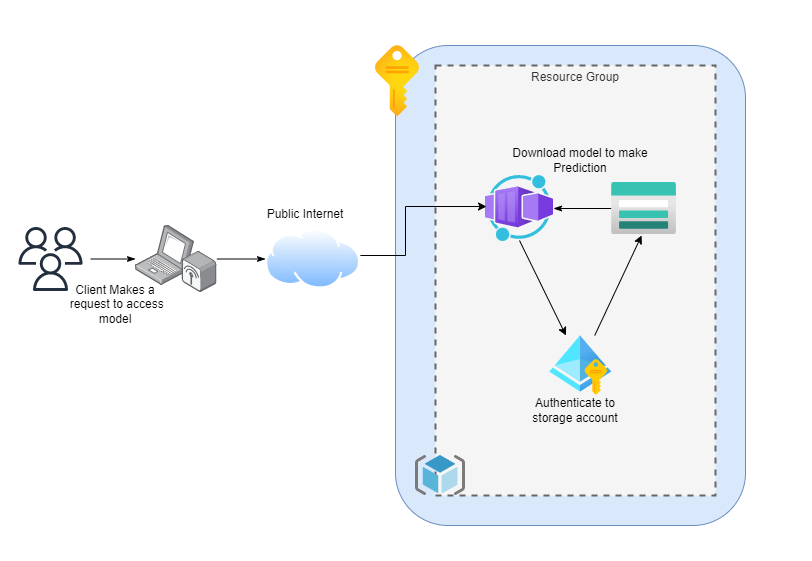 Resource Group
Download model to make
Prediction
Public Internet
Client Makes a
request to access
model
Authenticate to
storage account